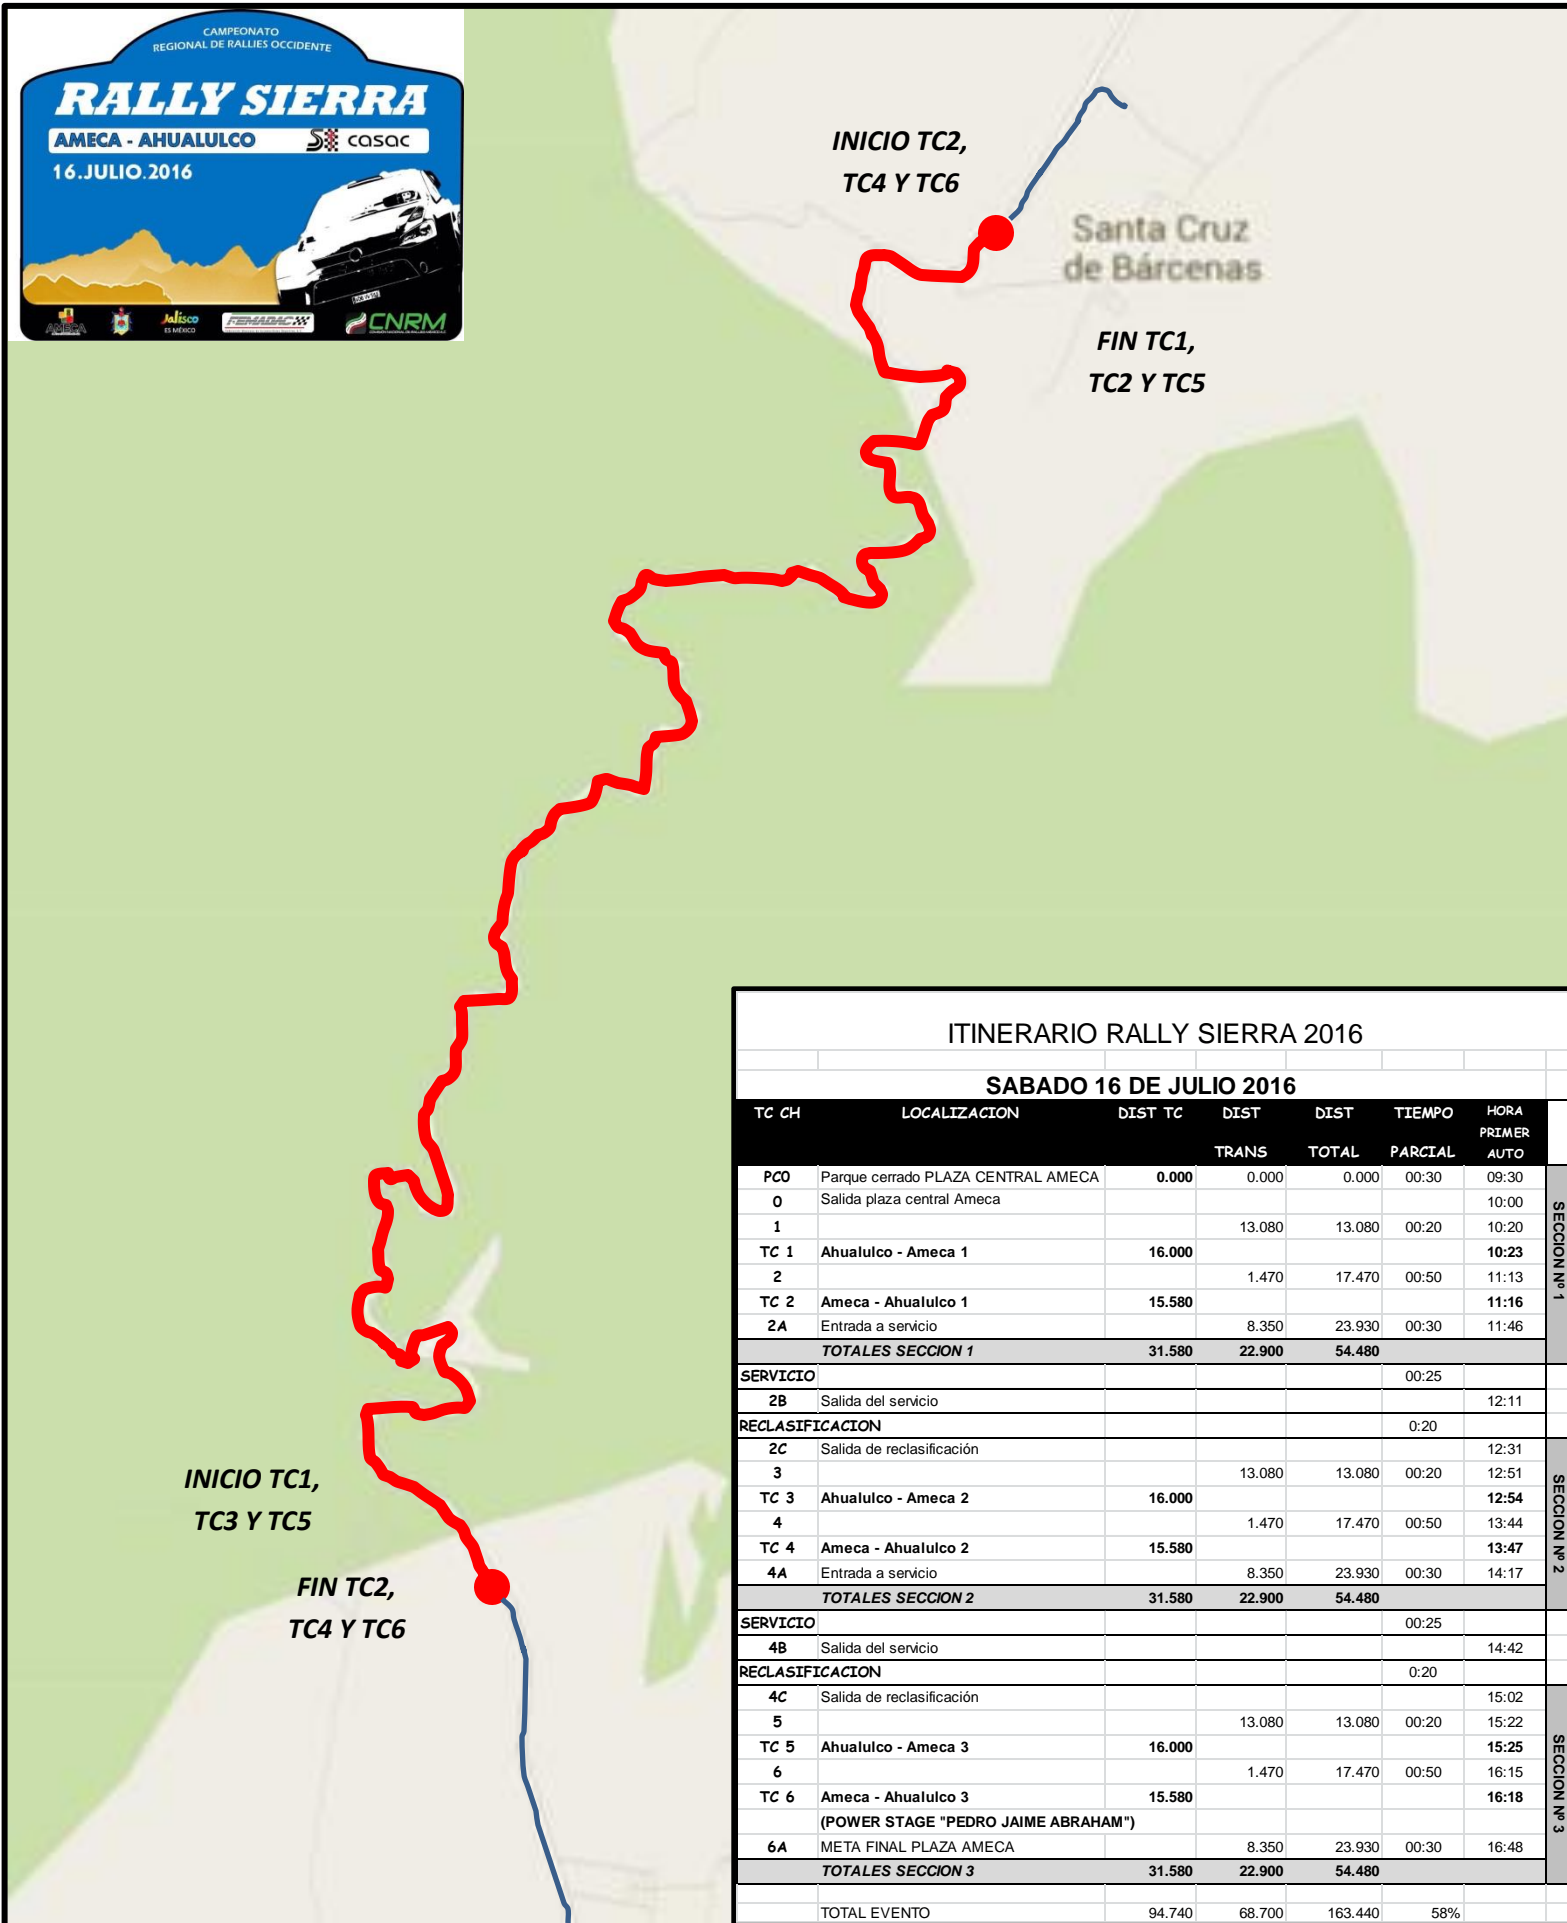 CAMPEONATO
REGIONAL DE RALLIES OCCIDENTE
RALLY SIERRA
AMECA - AHUALULCO casac
16.JULIO.2016
AMECA Jalisco FEMADAC CNRM
ES MÉXICO
INICIO TC2,
TC4 Y TC6
Santa Cruz
de Bárcenas
FIN TC1,
TC2 Y TC5
INICIO TC1,
TC3 Y TC5
FIN TC2,
TC4 Y TC6
ITINERARIO RALLY SIERRA 2016
SABADO 16 DE JULIO 2016
TC CH LOCALIZACION DIST TC DIST TRANS DIST TOTAL TIEMPO PARCIAL HORA PRIMER AUTO
PC0 Parque cerrado PLAZA CENTRAL AMECA 0.000 0.000 0.000 00:30 09:30
0 Salida plaza central Ameca 10:00
1 13.080 13.080 00:20 10:20
TC 1 Ahualulco - Ameca 1 16.000 10:23
2 1.470 17.470 00:50 11:13
TC 2 Ameca - Ahualulco 1 15.580 11:16
2A Entrada a servicio 8.350 23.930 00:30 11:46
TOTALES SECCION 1 31.580 22.900 54.480
SECCION Nº 1
SERVICIO 00:25
2B Salida del servicio 12:11
RECLASIFICACION 0:20
2C Salida de reclasificación 12:31
3 13.080 13.080 00:20 12:51
TC 3 Ahualulco - Ameca 2 16.000 12:54
4 1.470 17.470 00:50 13:44
TC 4 Ameca - Ahualulco 2 15.580 13:47
4A Entrada a servicio 8.350 23.930 00:30 14:17
TOTALES SECCION 2 31.580 22.900 54.480
SECCION Nº 2
SERVICIO 00:25
4B Salida del servicio 14:42
RECLASIFICACION 0:20
4C Salida de reclasificación 15:02
5 13.080 13.080 00:20 15:22
TC 5 Ahualulco - Ameca 3 16.000 15:25
6 1.470 17.470 00:50 16:15
TC 6 Ameca - Ahualulco 3 15.580 16:18
(POWER STAGE "PEDRO JAIME ABRAHAM")
6A META FINAL PLAZA AMECA 8.350 23.930 00:30 16:48
TOTALES SECCION 3 31.580 22.900 54.480
SECCION Nº 3
TOTAL EVENTO 94.740 68.700 163.440 58%